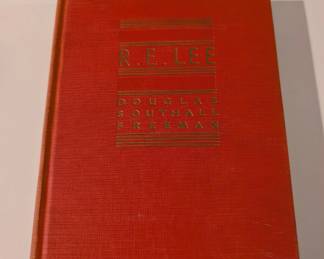 R. E. LEE
DOUGLAS
SOUTHALL
FREEMAN